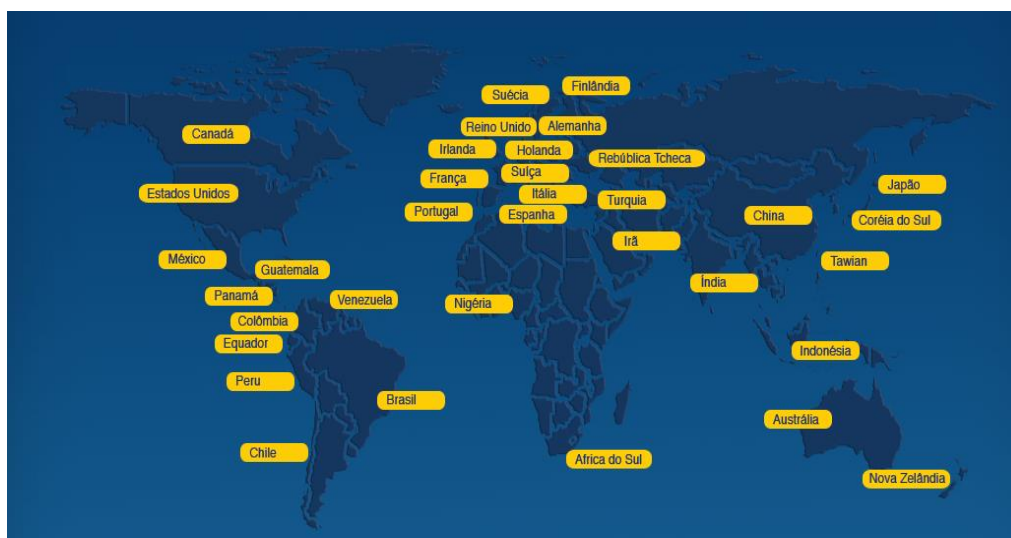 Finlândia
Suécia
Reino Unido
Alemanha
Canadá
Irlanda
Holanda
Rebública Tcheca
Suíça
França
Japão
Estados Unidos
Itália
Turquia
Portugal
Espanha
China
Coréia do Sul
Irã
México
Tawian
Guatemala
Índia
Panamá
Venezuela
Nigéria
Colômbia
Equador
Indonésia
Peru
Brasil
Austrália
Chile
Africa do Sul
Nova Zelândia